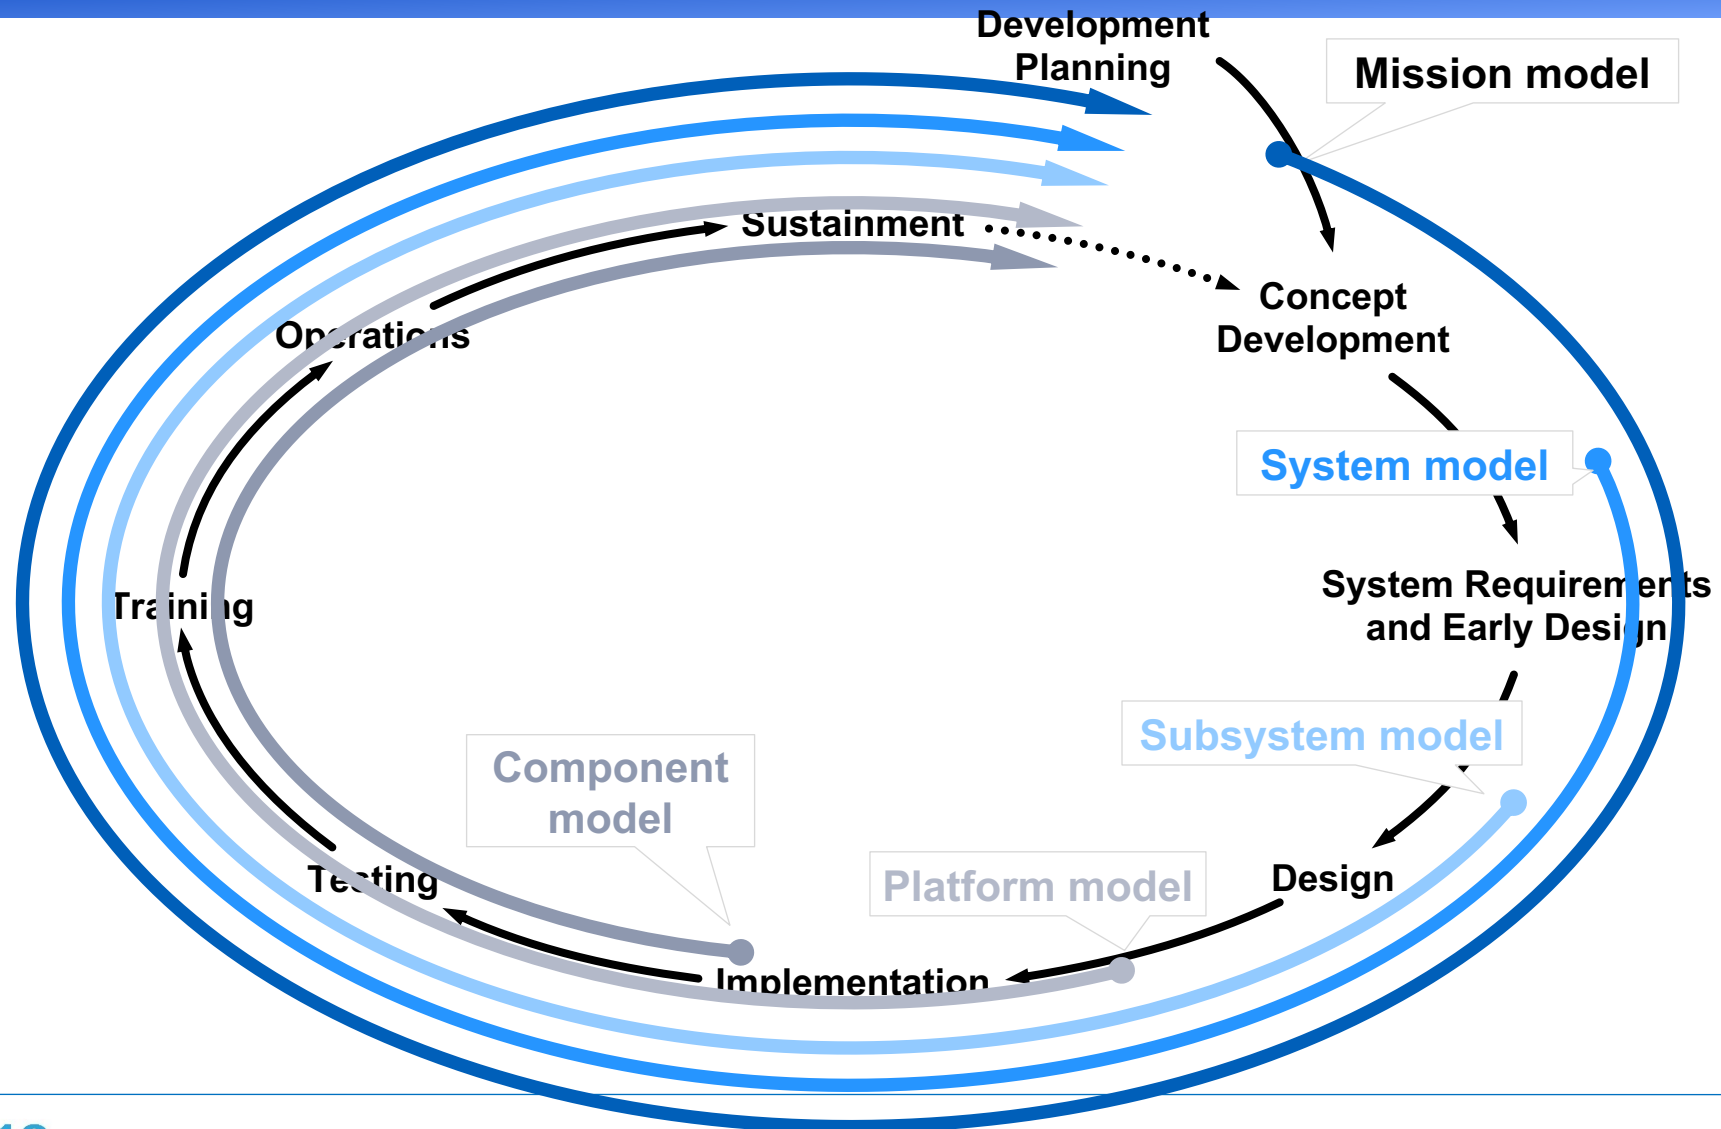 Development
Planning
Mission model
Sustainment
Concept
Development
Operations
System model
System Requirements
and Early Design
Training
Subsystem model
Component
model
Testing
Platform model
Design
Implementation